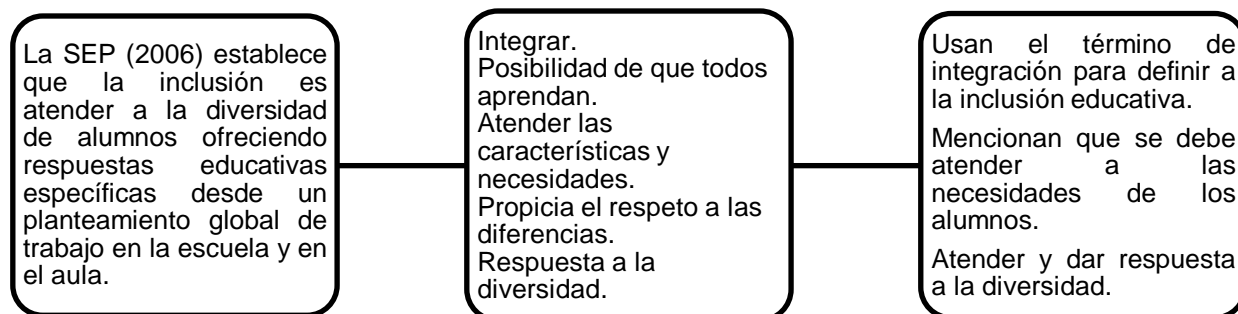 La SEP (2006) establece
que la inclusión es
atender a la diversidad
de alumnos ofreciendo
respuestas educativas
específicas desde un
planteamiento global de
trabajo en la escuela y en
el aula.
Integrar.
Posibilidad de que todos
aprendan.
Atender las
características y
necesidades.
Propicia el respeto a las
diferencias.
Respuesta a la
diversidad.
Usan el término de
integración para definir a
la inclusión educativa.
Mencionan que se debe
atender a las
necesidades de los
alumnos.
Atender y dar respuesta
a la diversidad.